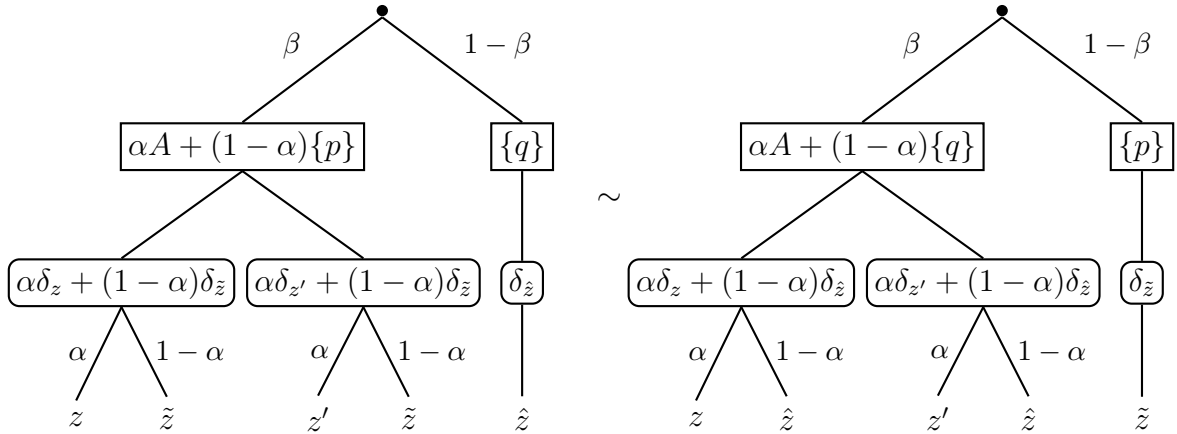 β 1 − β β 1 − β
αA + (1 − α){p} {q} αA + (1 − α){q} {p}
∼
αδ_z + (1 − α)δ_z̃ αδ_z′ + (1 − α)δ_z̃ δ_ẑ αδ_z + (1 − α)δ_ẑ αδ_z′ + (1 − α)δ_ẑ δ_z̃
α 1 − α α 1 − α α 1 − α α 1 − α
z z̃ z′ z̃ ẑ z ẑ z′ ẑ z̃